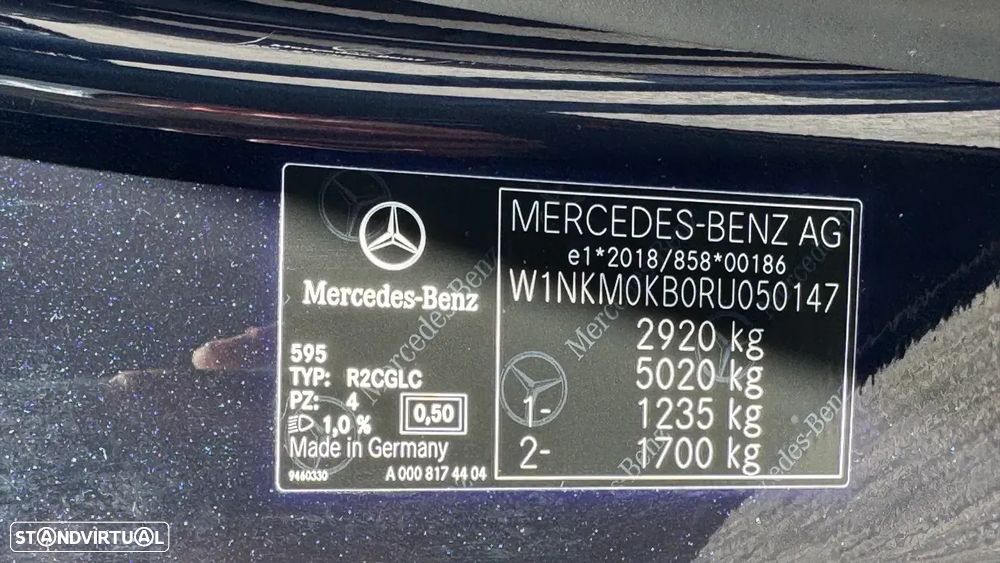 Mercedes-Benz
595
TYP: R2CGLC
PZ: 4
1,0 %
0,50
Made in Germany
9460330
A 000 817 44 04
MERCEDES-BENZ AG
e1*2018/858*00186
W1NKM0KB0RU050147
2920 kg
5020 kg
1- 1235 kg
2- 1700 kg
Mercedes-Benz
STANDVIRTUAL